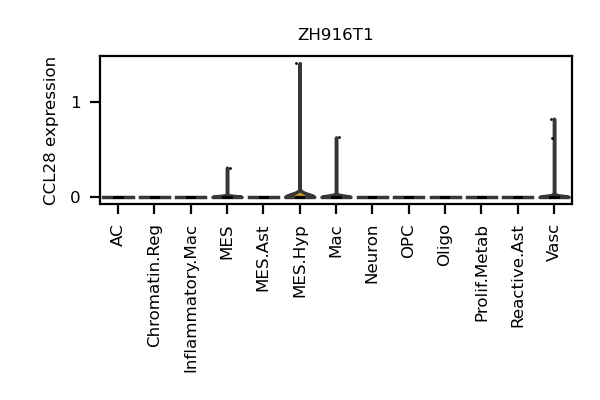 ZH916T1
CCL28 expression
1
0
AC
Chromatin.Reg
Inflammatory.Mac
MES
MES.Ast
MES.Hyp
Mac
Neuron
OPC
Oligo
Prolif.Metab
Reactive.Ast
Vasc